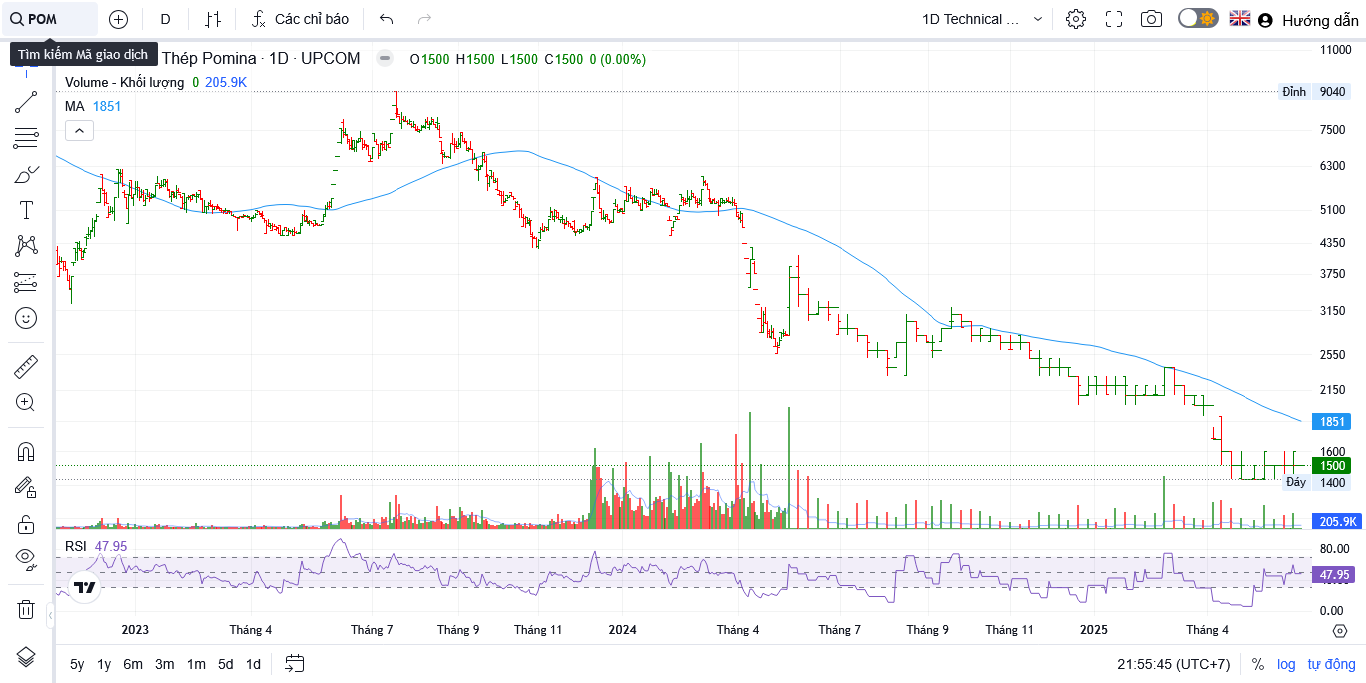 POM
D
Các chỉ báo
1D Technical ...
Hướng dẫn
Tìm kiếm Mã giao dịch
Thép Pomina · 1D · UPCOM
O1500 H1500 L1500 C1500 0 (0.00%)
Volume - Khối lượng 0 205.9K
MA 1851
11000
Đỉnh 9040
7500
6300
5100
4350
3750
3150
2550
2150
1851
1600
1500
Đáy 1400
205.9K
RSI 47.95
80.00
47.95
0.00
2023 Tháng 4 Tháng 7 Tháng 9 Tháng 11 2024 Tháng 4 Tháng 7 Tháng 9 Tháng 11 2025 Tháng 4
5y 1y 6m 3m 1m 5d 1d
21:55:45 (UTC+7) % log tự động